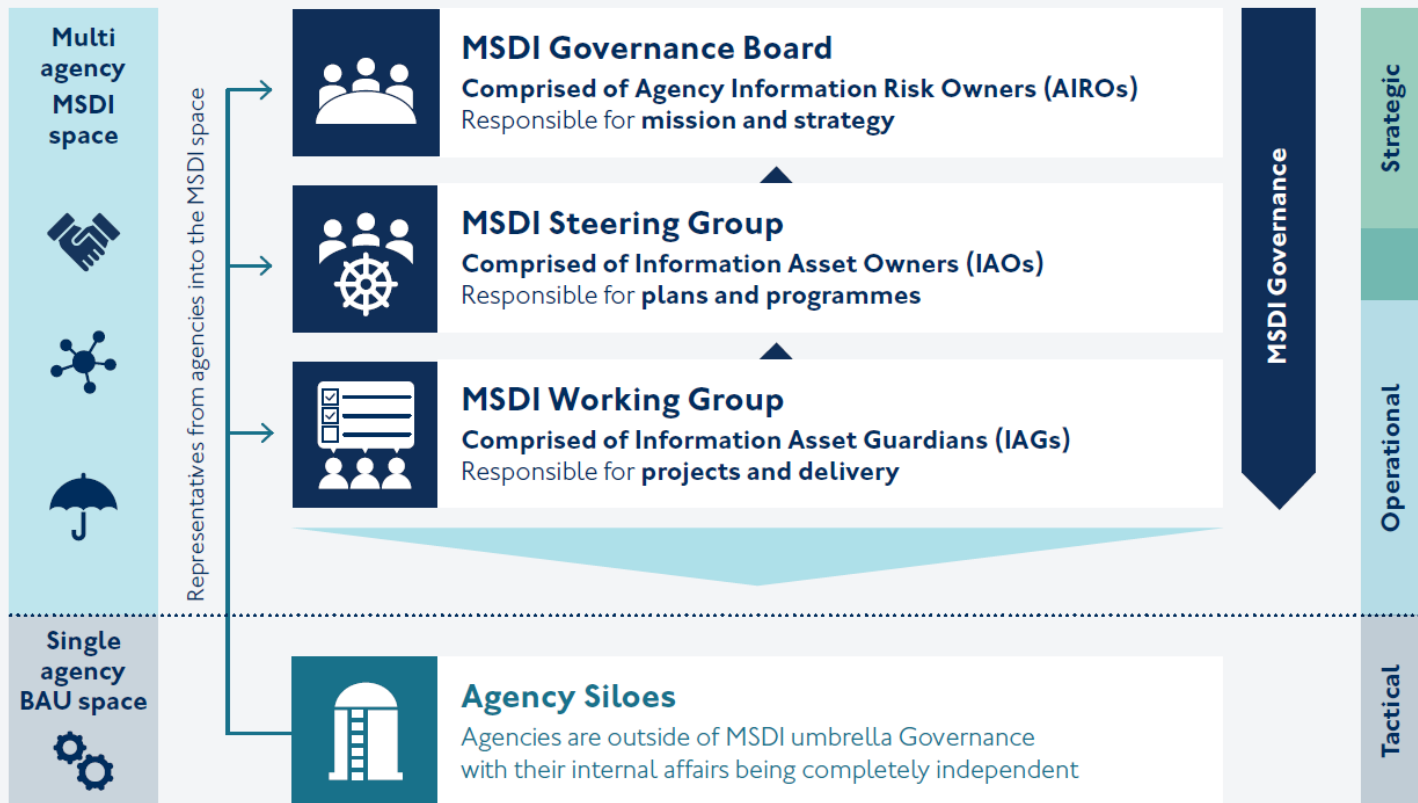 Multi
agency
MSDI
space
Representatives from agencies into the MSDI space
MSDI Governance Board
Comprised of Agency Information Risk Owners (AIROs)
Responsible for mission and strategy
MSDI Steering Group
Comprised of Information Asset Owners (IAOs)
Responsible for plans and programmes
MSDI Working Group
Comprised of Information Asset Guardians (IAGs)
Responsible for projects and delivery
MSDI Governance
Strategic
Operational
Single
agency
BAU space
Agency Siloes
Agencies are outside of MSDI umbrella Governance
with their internal affairs being completely independent
Tactical